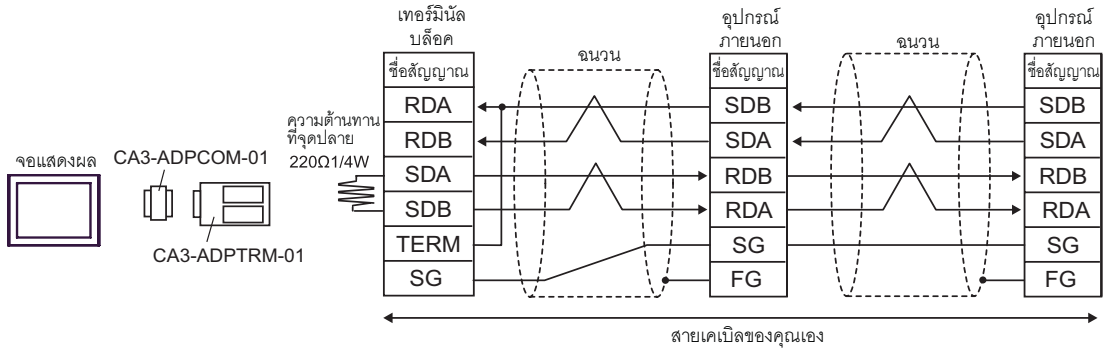 เทอร์มินัล
บล็อค
อุปกรณ์
ภายนอก
อุปกรณ์
ภายนอก
ฉนวน
ฉนวน
ชื่อสัญญาณ
ชื่อสัญญาณ
ชื่อสัญญาณ
RDA
SDB
SDB
ความต้านทาน
ที่จุดปลาย
220Ω1/4W
RDB
SDA
SDA
จอแสดงผล
CA3-ADPCOM-01
SDA
RDB
RDB
SDB
RDA
RDA
CA3-ADPTRM-01
TERM
SG
SG
SG
FG
FG
สายเคเบิลของคุณเอง